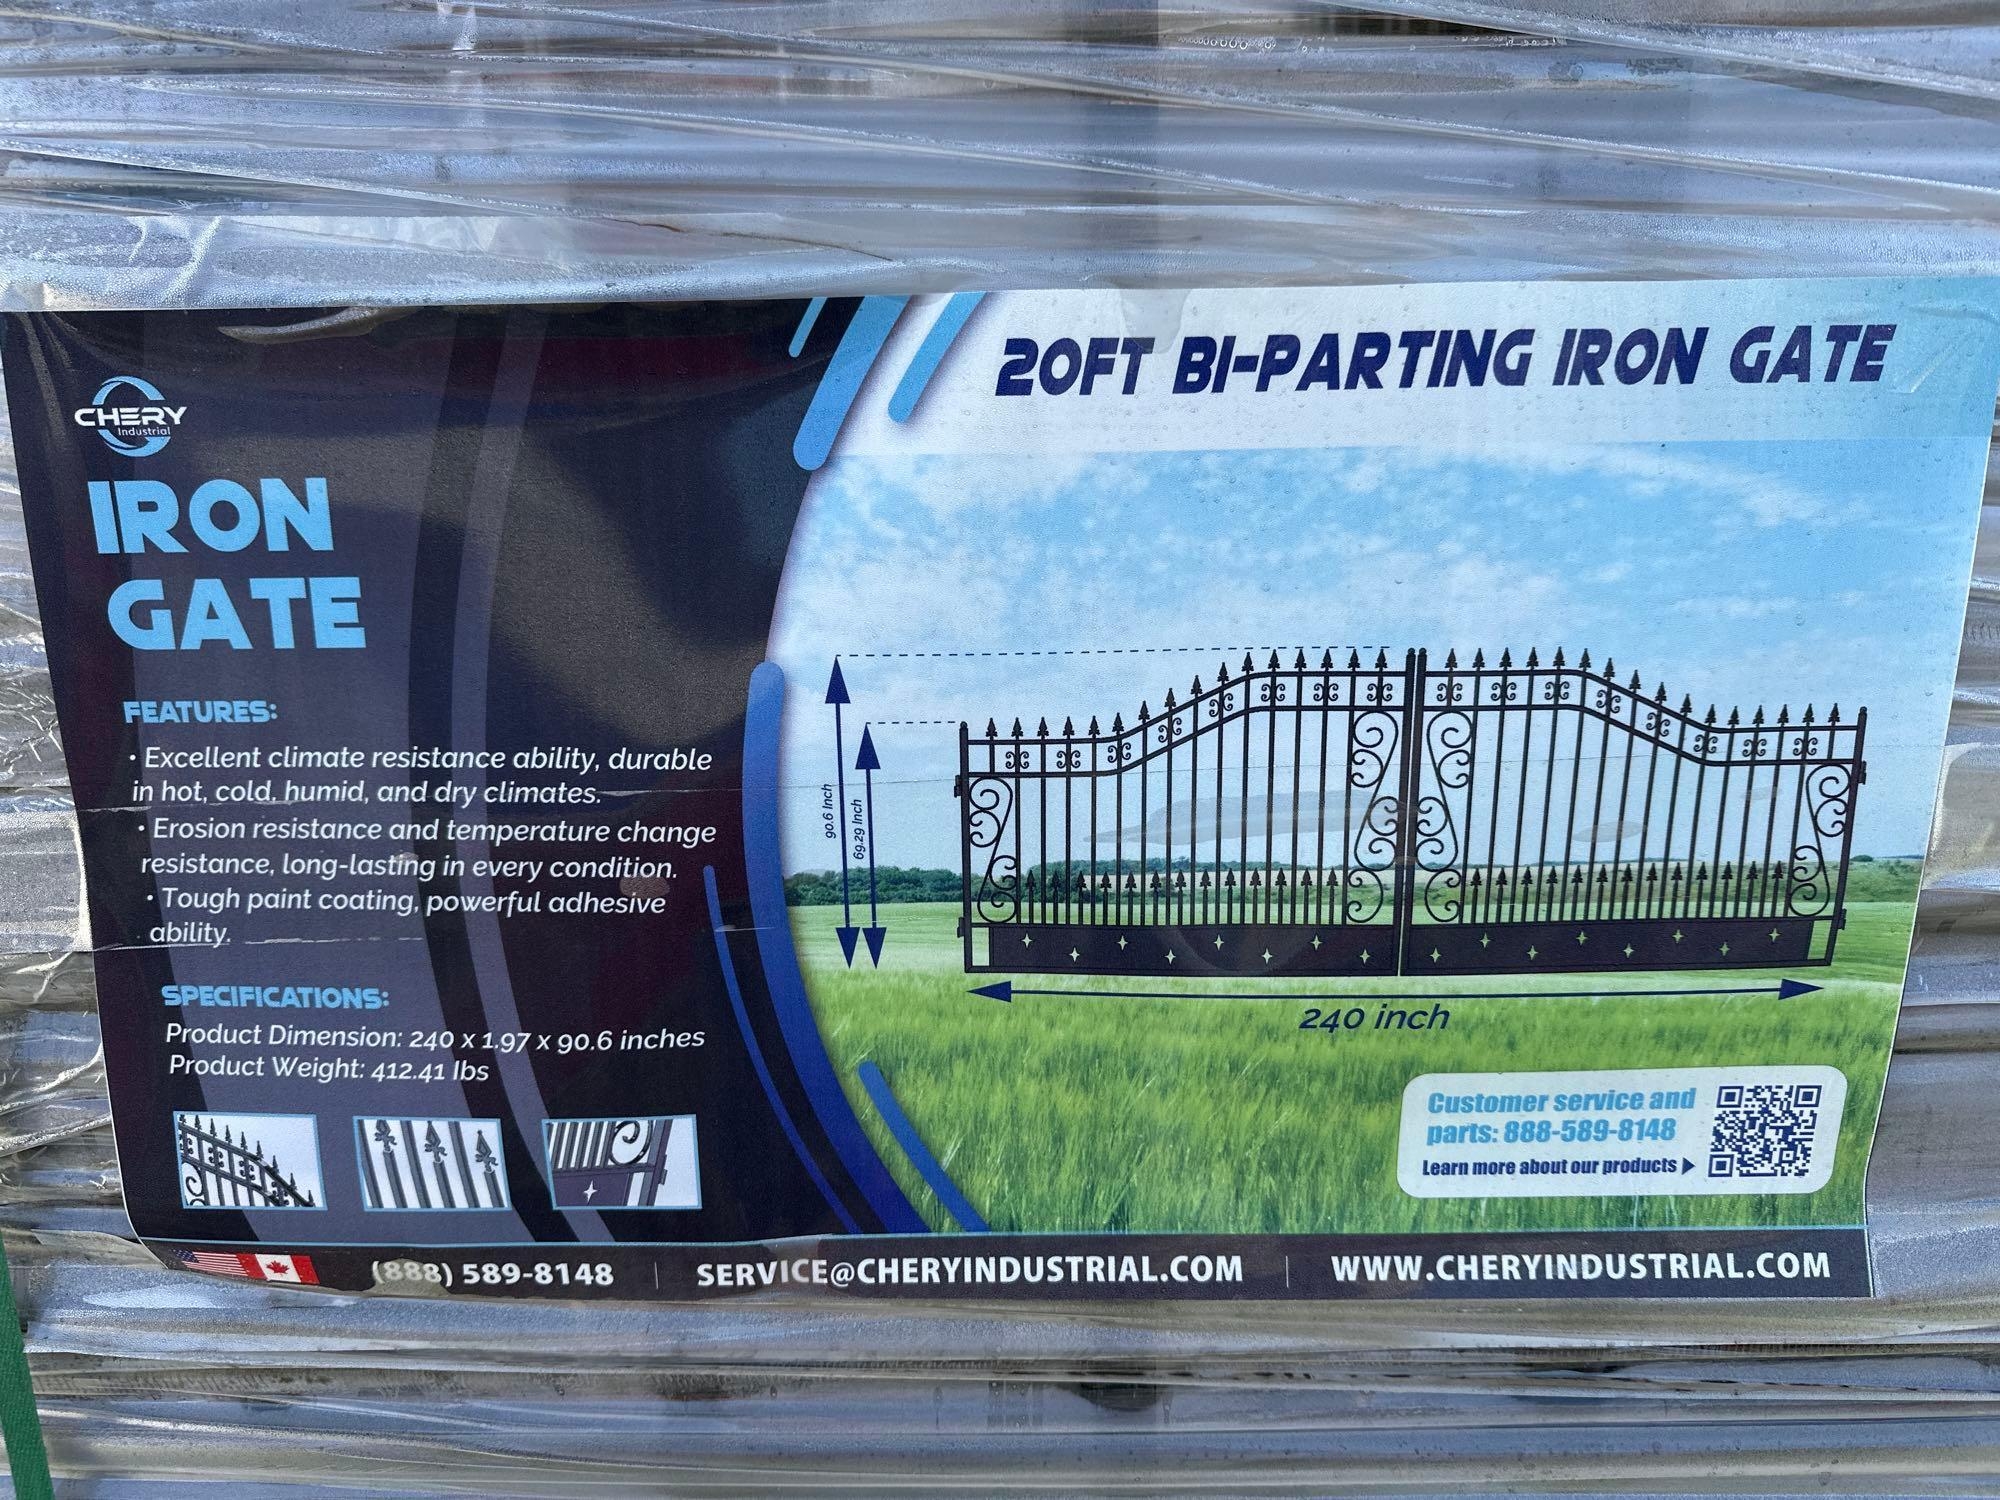 20FT BI-PARTING IRON GATE
CHERY
Industrial
IRON
GATE
FEATURES:
• Excellent climate resistance ability, durable
in hot, cold, humid, and dry climates.
• Erosion resistance and temperature change
resistance, long-lasting in every condition.
• Tough paint coating, powerful adhesive
ability.
SPECIFICATIONS:
Product Dimension: 240 x 1.97 x 90.6 inches
Product Weight: 412.41 lbs
90.6 Inch
69.29 Inch
240 inch
Customer service and
parts: 888-589-8148
Learn more about our products
(888) 589-8148 | SERVICE@CHERYINDUSTRIAL.COM | WWW.CHERYINDUSTRIAL.COM